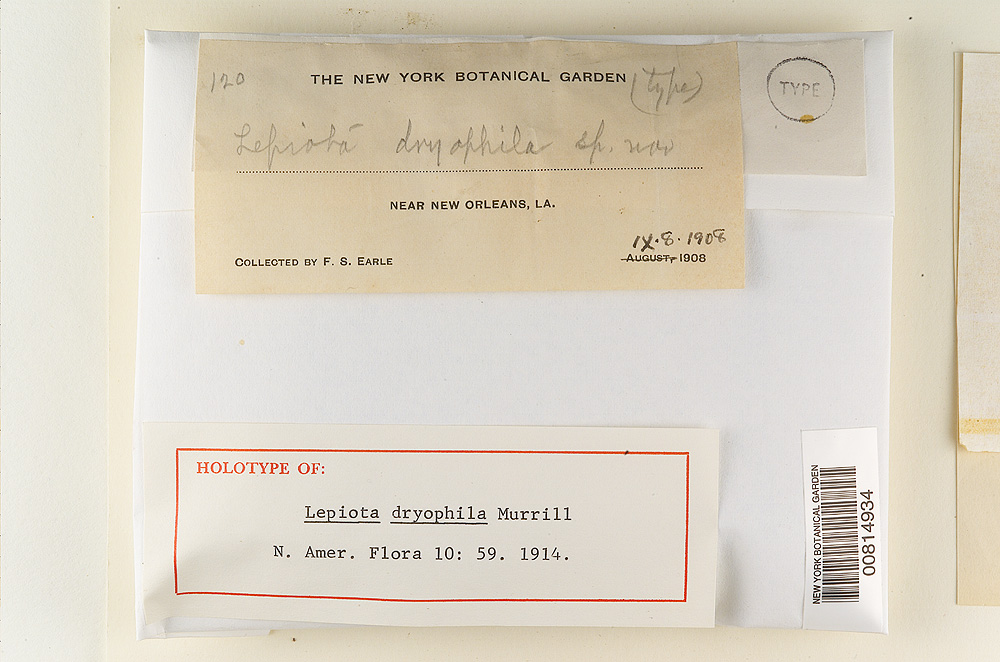 120 THE NEW YORK BOTANICAL GARDEN (type)
TYPE
Lepiota dryophila sp. nov
NEAR NEW ORLEANS, LA.
IX.8.1908
COLLECTED BY F. S. EARLE AUGUST, 1908
HOLOTYPE OF:
Lepiota dryophila Murrill
N. Amer. Flora 10: 59. 1914.
NEW YORK BOTANICAL GARDEN
00814934